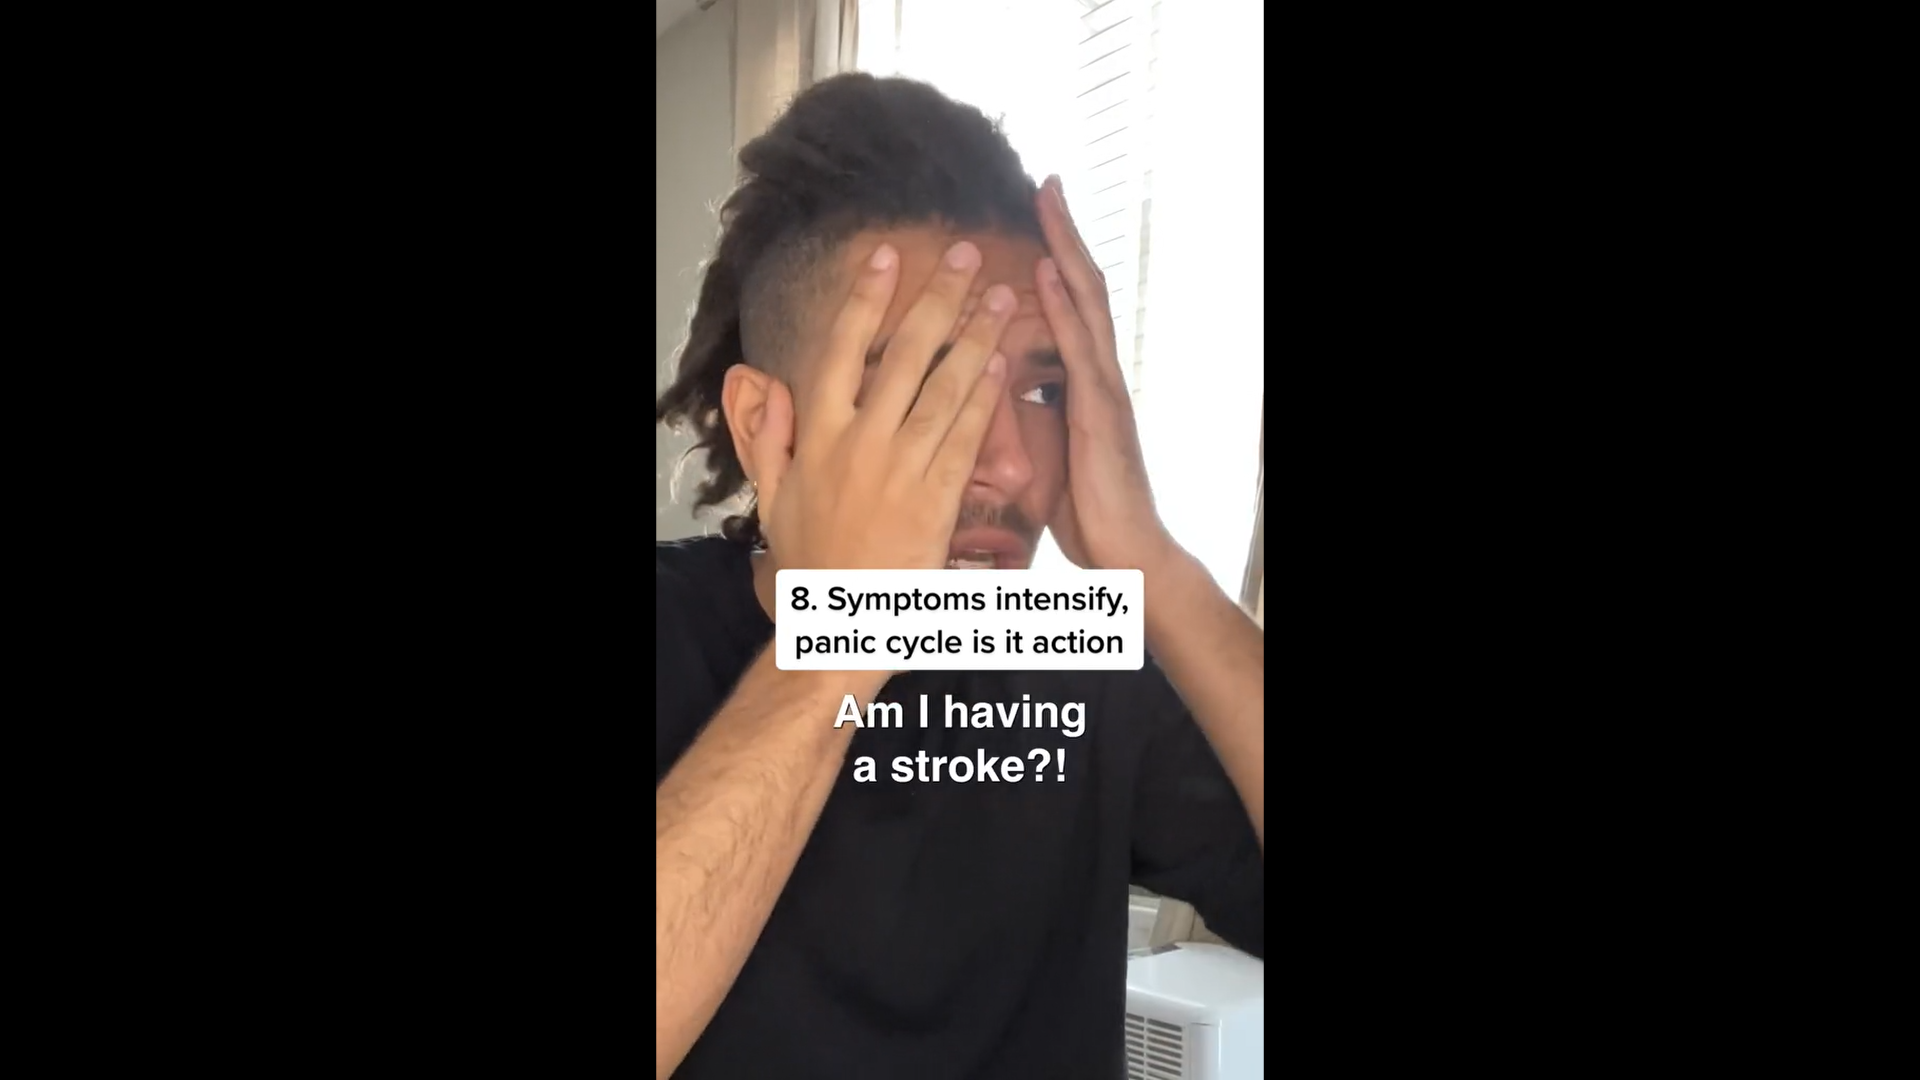 8. Symptoms intensify,
panic cycle is it action
Am I having
a stroke?!